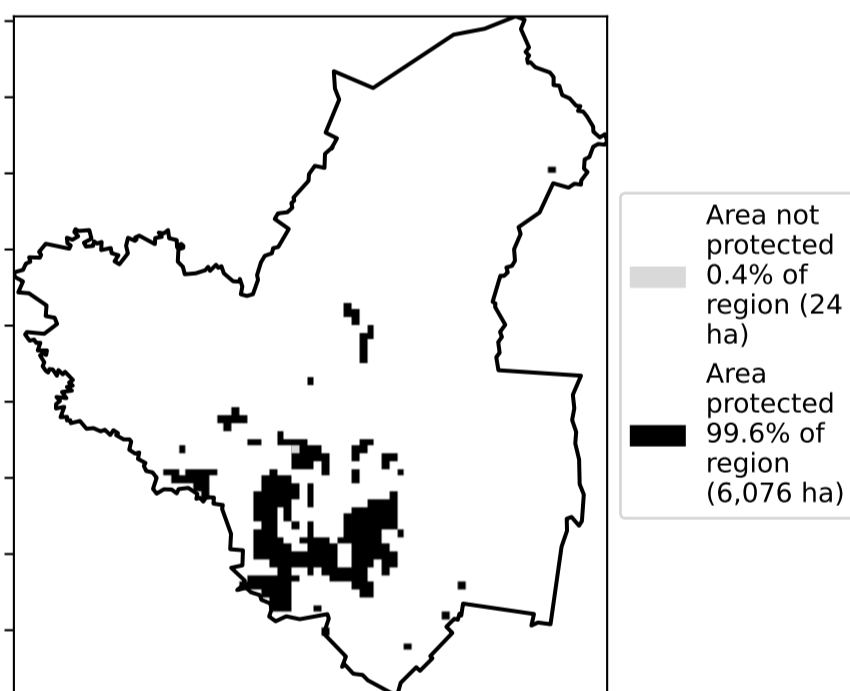 Area not
protected
0.4% of
region (24
ha)
Area
protected
99.6% of
region
(6,076 ha)